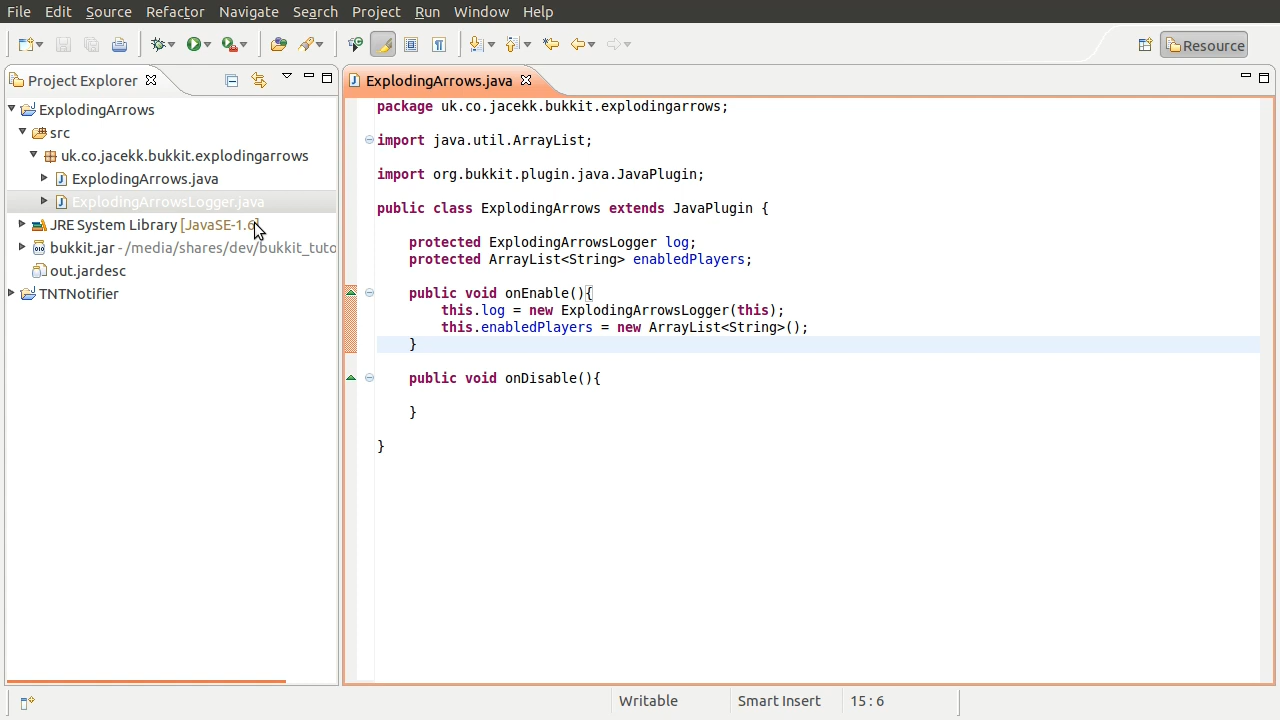 File Edit Source Refactor Navigate Search Project Run Window Help
Resource
Project Explorer
ExplodingArrows.java
ExplodingArrows
src
uk.co.jacekk.bukkit.explodingarrows
ExplodingArrows.java
ExplodingArrowsLogger.java
JRE System Library [JavaSE-1.6]
bukkit.jar - /media/shares/dev/bukkit_tuto
out.jardesc
TNTNotifier
package uk.co.jacekk.bukkit.explodingarrows;
import java.util.ArrayList;
import org.bukkit.plugin.java.JavaPlugin;
public class ExplodingArrows extends JavaPlugin {
protected ExplodingArrowsLogger log;
protected ArrayList<String> enabledPlayers;
public void onEnable(){
this.log = new ExplodingArrowsLogger(this);
this.enabledPlayers = new ArrayList<String>();
}
public void onDisable(){
}
}
Writable Smart Insert 15 : 6